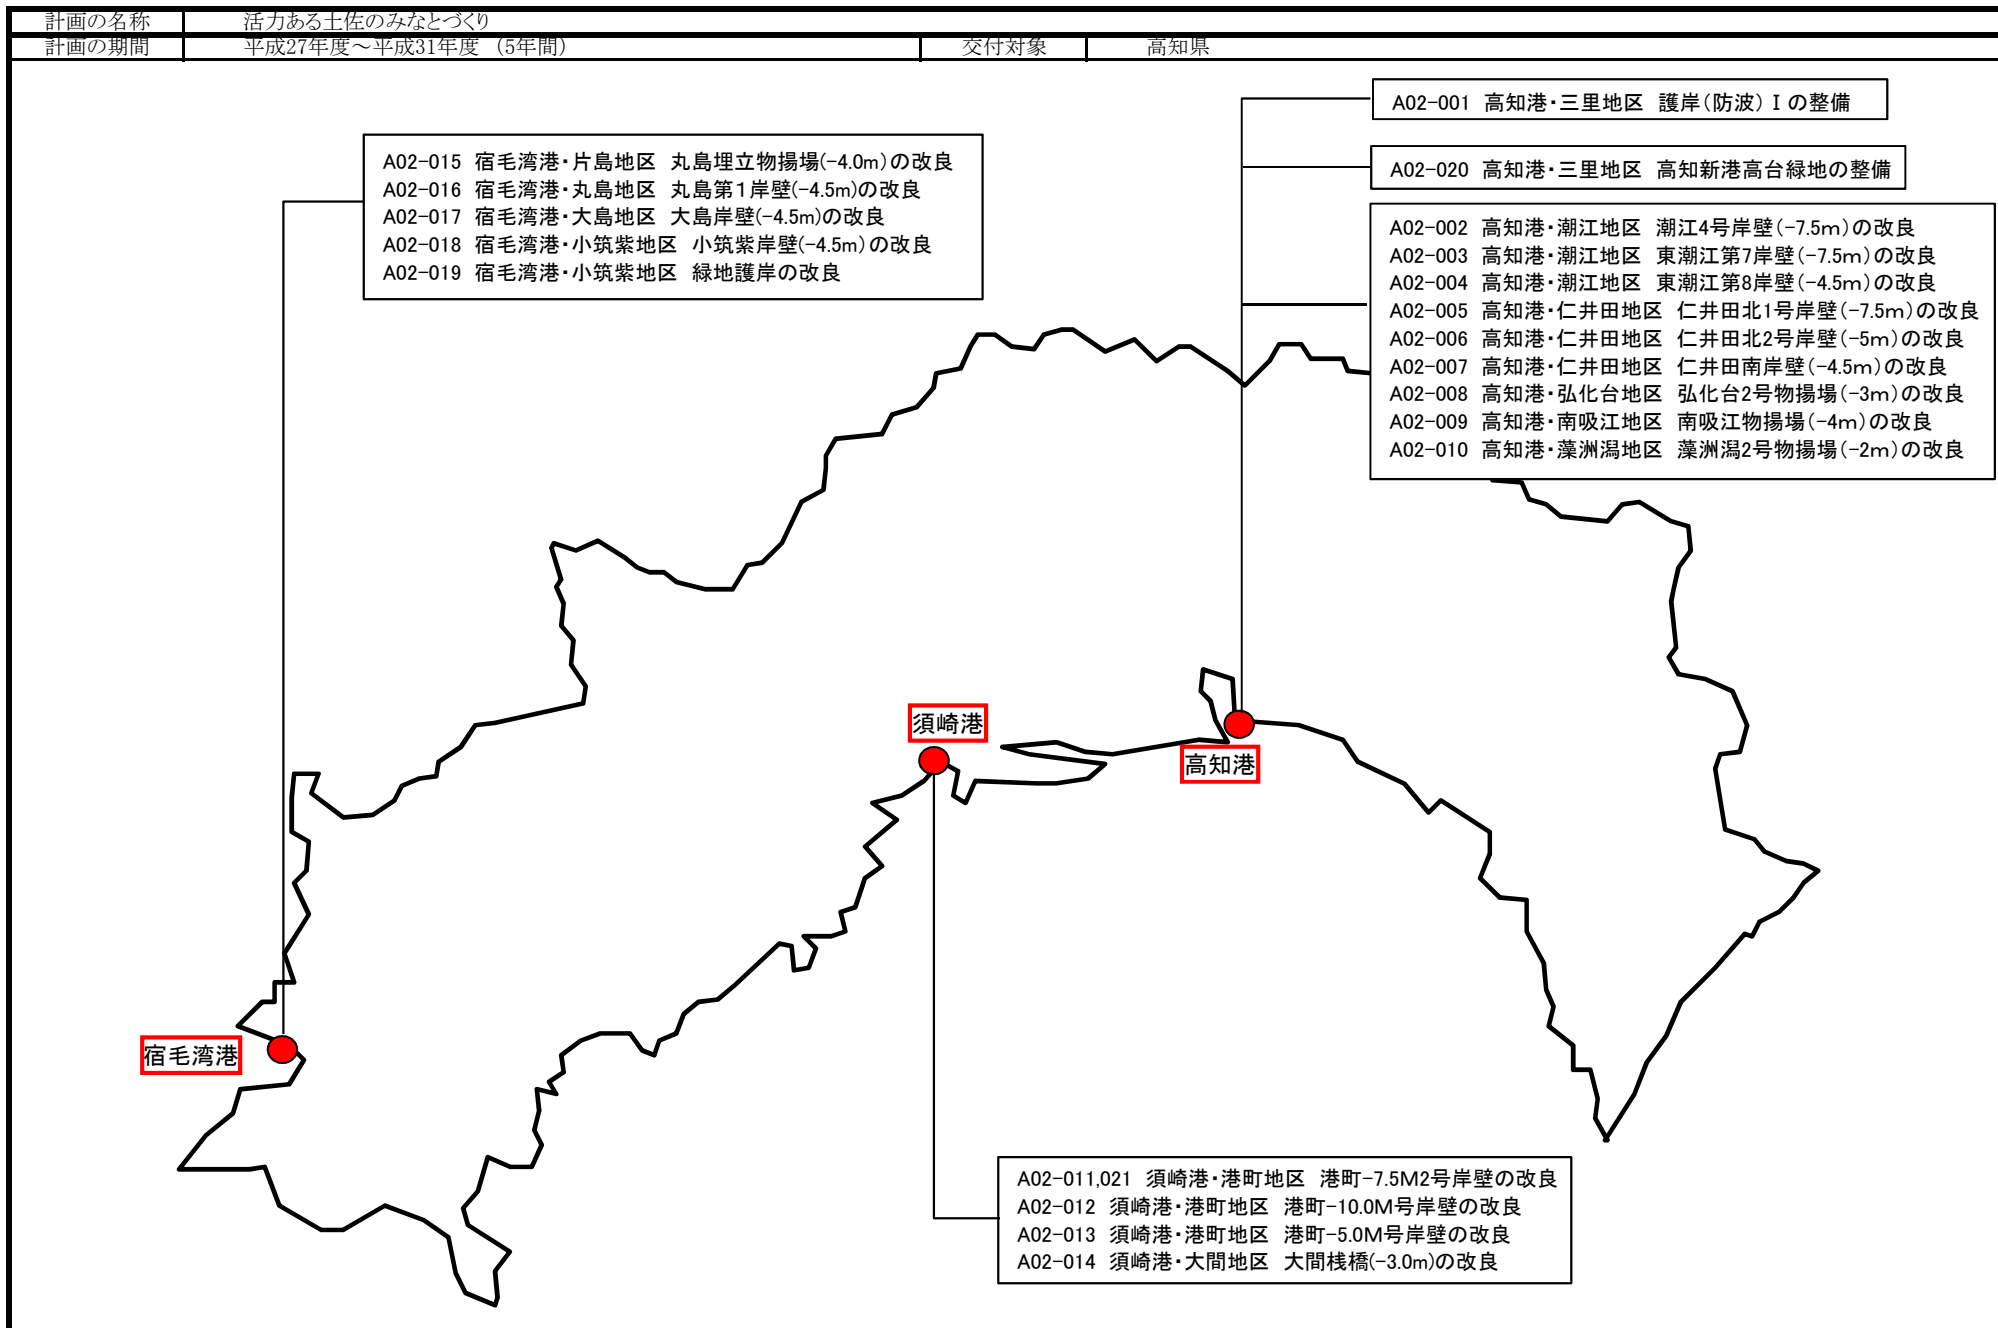 計画の名称 活力ある土佐のみなとづくり
計画の期間 平成27年度～平成31年度 (5年間) 交付対象 高知県
A02-001 高知港・三里地区 護岸(防波)Ⅰの整備
A02-020 高知港・三里地区 高知新港高台緑地の整備
A02-015 宿毛湾港・片島地区 丸島埋立物揚場(-4.0m)の改良
A02-016 宿毛湾港・丸島地区 丸島第1岸壁(-4.5m)の改良
A02-017 宿毛湾港・大島地区 大島岸壁(-4.5m)の改良
A02-018 宿毛湾港・小筑紫地区 小筑紫岸壁(-4.5m)の改良
A02-019 宿毛湾港・小筑紫地区 緑地護岸の改良
A02-002 高知港・潮江地区 潮江4号岸壁(-7.5m)の改良
A02-003 高知港・潮江地区 東潮江第7岸壁(-7.5m)の改良
A02-004 高知港・潮江地区 東潮江第8岸壁(-4.5m)の改良
A02-005 高知港・仁井田地区 仁井田北1号岸壁(-7.5m)の改良
A02-006 高知港・仁井田地区 仁井田北2号岸壁(-5m)の改良
A02-007 高知港・仁井田地区 仁井田南岸壁(-4.5m)の改良
A02-008 高知港・弘化台地区 弘化台2号物揚場(-3m)の改良
A02-009 高知港・南吸江地区 南吸江物揚場(-4m)の改良
A02-010 高知港・藻洲潟地区 藻洲潟2号物揚場(-2m)の改良
須崎港
高知港
宿毛湾港
A02-011,021 須崎港・港町地区 港町-7.5M2号岸壁の改良
A02-012 須崎港・港町地区 港町-10.0M号岸壁の改良
A02-013 須崎港・港町地区 港町-5.0M号岸壁の改良
A02-014 須崎港・大間地区 大間桟橋(-3.0m)の改良